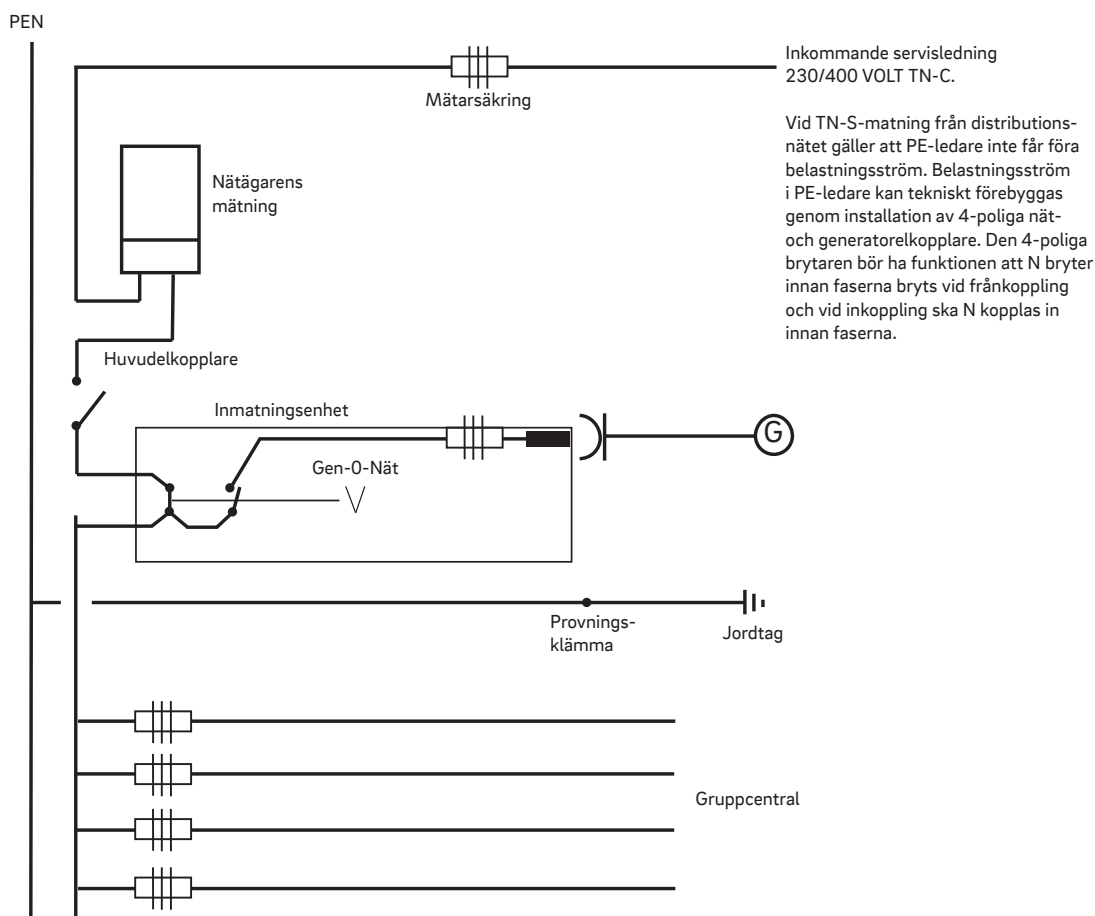 PEN
Inkommande servisledning
230/400 VOLT TN-C.
Mätarsäkring
Vid TN-S-matning från distributions-
nätet gäller att PE-ledare inte får föra
belastningsström. Belastningsström
i PE-ledare kan tekniskt förebyggas
genom installation av 4-poliga nät-
och generatorelkopplare. Den 4-poliga
brytaren bör ha funktionen att N bryter
innan faserna bryts vid frånkoppling
och vid inkoppling ska N kopplas in
innan faserna.
Nätägarens
mätning
Huvudelkopplare
Inmatningsenhet
G
Gen-0-Nät
Provnings-
klämma
Jordtag
Gruppcentral